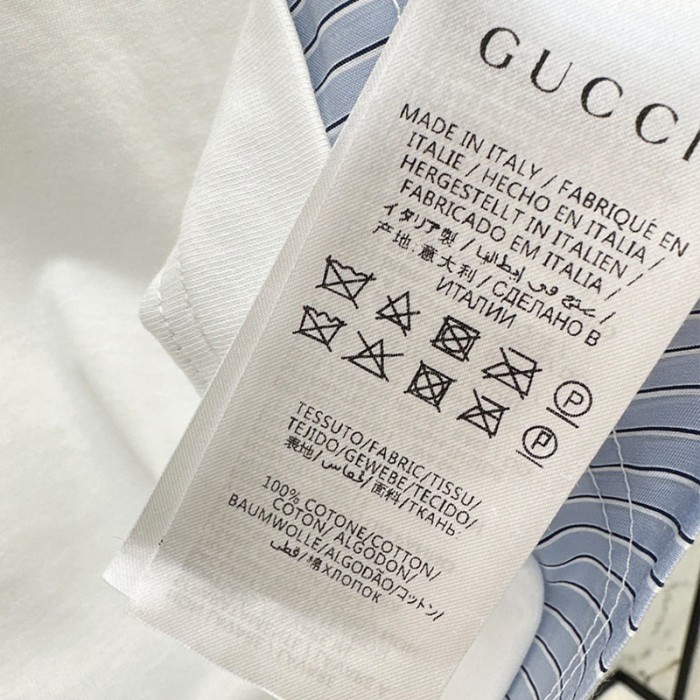 GUCCI
MADE IN ITALY / FABRIQUÉ EN
ITALIE / HECHO EN ITALIA /
HERGESTELLT IN ITALIEN /
FABRICADO EM ITALIA /
イタリア製 / صنع في إيطاليا /
产地: 意大利 / СДЕЛАНО В
ИТАЛИИ
P
P
TESSUTO/FABRIC/TISSU/
TEJIDO/GEWEBE/TECIDO/
表地/قماش/面料/ТКАНЬ:
100% COTONE/COTTON/
COTON/ ALGODÓN/
BAUMWOLLE/ALGODÃO/コットン/
قطن/棉 ХЛОПОК